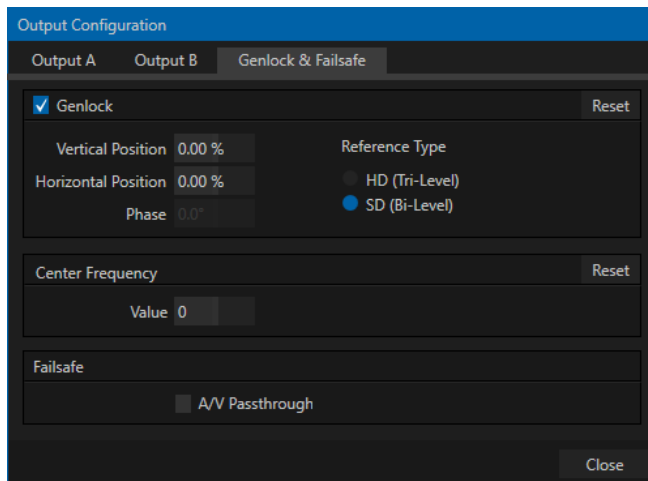 Output Configuration
Output A Output B Genlock & Failsafe
Genlock Reset
Vertical Position 0.00 % Reference Type
Horizontal Position 0.00 % HD (Tri-Level)
Phase 0.0° SD (Bi-Level)
Center Frequency Reset
Value 0
Failsafe
A/V Passthrough
Close